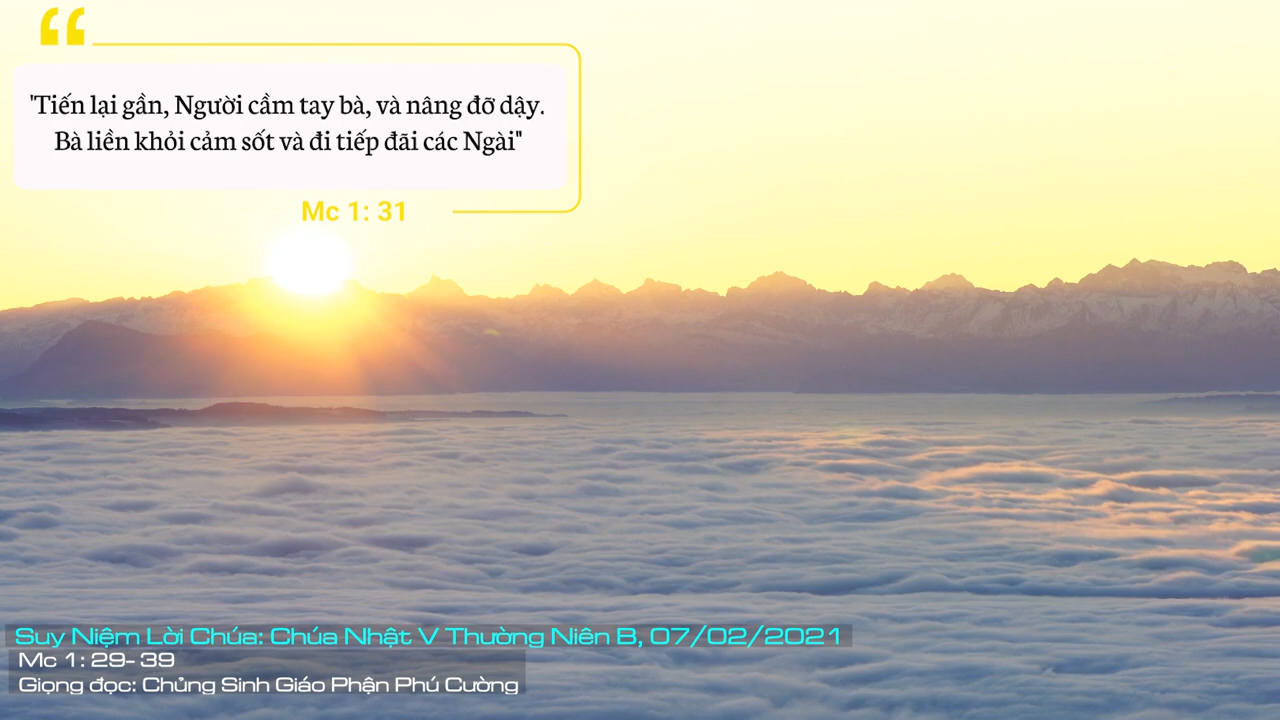 "Tiến lại gần, Người cầm tay bà, và nâng đỡ dậy.
Bà liền khỏi cảm sốt và đi tiếp đãi các Ngài"
Mc 1: 31
Suy Niệm Lời Chúa: Chúa Nhật V Thường Niên B, 07/02/2021
Mc 1: 29- 39
Giọng đọc: Chủng Sinh Giáo Phận Phú Cường